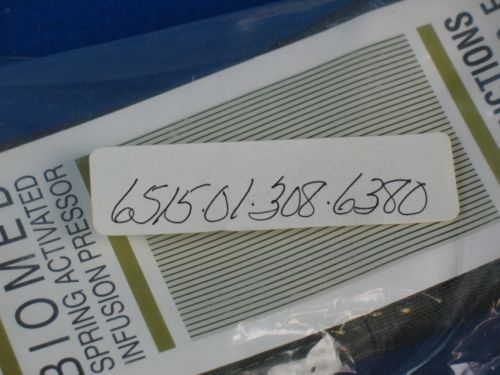 BIOMED
SPRING ACTIVATED
INFUSION PRESSOR
6515.01.308.6380